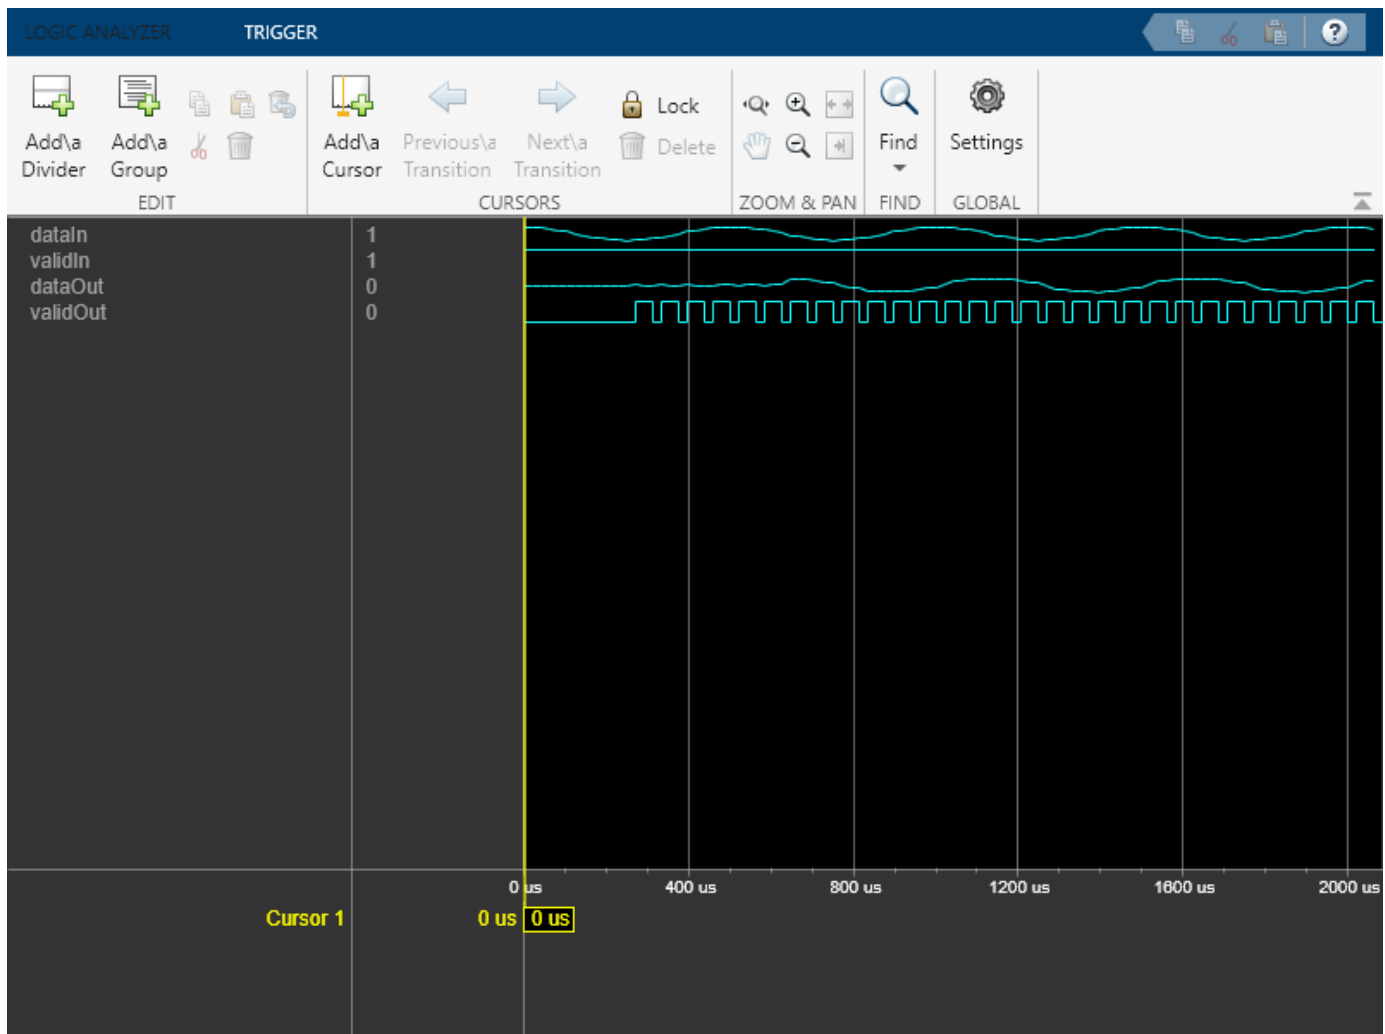 LOGIC ANALYZER TRIGGER ?
Add\a Divider
Add\a Group
Add\a Cursor
Previous\a Transition
Next\a Transition
Lock
Delete
Find
Settings
EDIT CURSORS ZOOM & PAN FIND GLOBAL
dataIn 1
validIn 1
dataOut 0
validOut 0
0 us 400 us 800 us 1200 us 1600 us 2000 us
Cursor 1 0 us 0 us